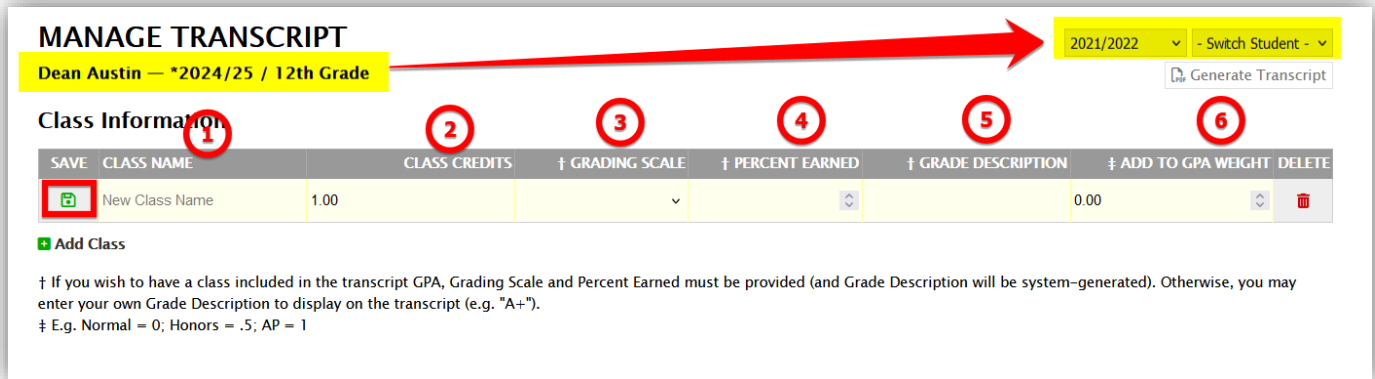 MANAGE TRANSCRIPT
2021/2022 - Switch Student -
Dean Austin — *2024/25 / 12th Grade
Generate Transcript
Class Information
1 2 3 4 5 6
SAVE CLASS NAME CLASS CREDITS † GRADING SCALE † PERCENT EARNED † GRADE DESCRIPTION ‡ ADD TO GPA WEIGHT DELETE
New Class Name 1.00 0.00
Add Class
† If you wish to have a class included in the transcript GPA, Grading Scale and Percent Earned must be provided (and Grade Description will be system-generated). Otherwise, you may
enter your own Grade Description to display on the transcript (e.g. "A+").
‡ E.g. Normal = 0; Honors = .5; AP = 1